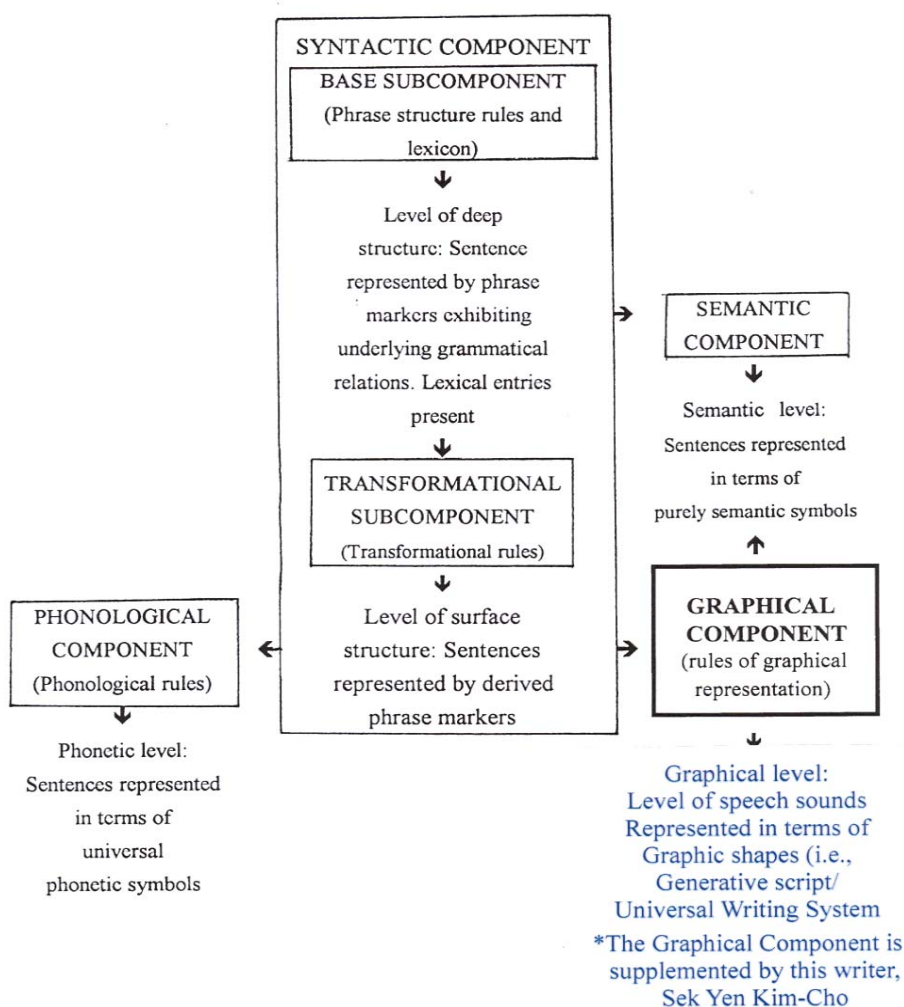 SYNTACTIC COMPONENT
BASE SUBCOMPONENT
(Phrase structure rules and
lexicon)
Level of deep
structure: Sentence
represented by phrase
markers exhibiting
underlying grammatical
relations. Lexical entries
present
TRANSFORMATIONAL
SUBCOMPONENT
(Transformational rules)
Level of surface
structure: Sentences
represented by derived
phrase markers
SEMANTIC
COMPONENT
Semantic level:
Sentences represented
in terms of
purely semantic symbols
PHONOLOGICAL
COMPONENT
(Phonological rules)
Phonetic level:
Sentences represented
in terms of
universal
phonetic symbols
GRAPHICAL
COMPONENT
(rules of graphical
representation)
Graphical level:
Level of speech sounds
Represented in terms of
Graphic shapes (i.e.,
Generative script/
Universal Writing System
*The Graphical Component is
supplemented by this writer,
Sek Yen Kim-Cho